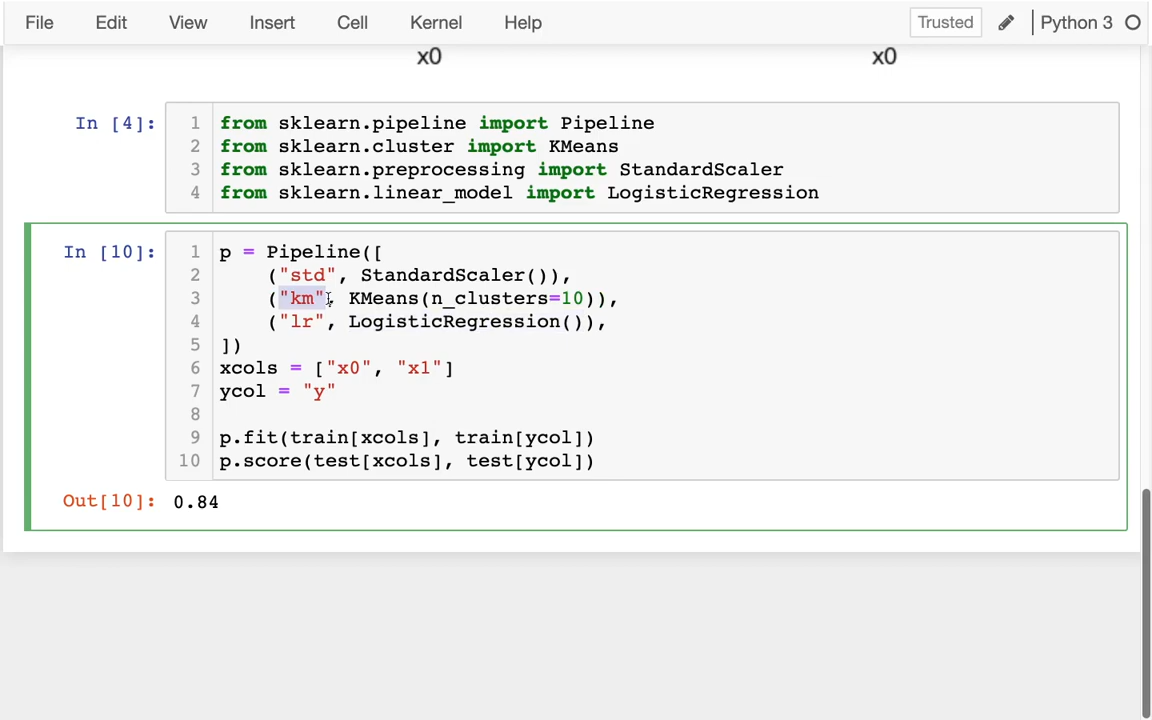 File Edit View Insert Cell Kernel Help Trusted Python 3
x0 x0
In [4]: 1 from sklearn.pipeline import Pipeline
2 from sklearn.cluster import KMeans
3 from sklearn.preprocessing import StandardScaler
4 from sklearn.linear_model import LogisticRegression
In [10]: 1 p = Pipeline([
2 ("std", StandardScaler()),
3 ("km", KMeans(n_clusters=10)),
4 ("lr", LogisticRegression()),
5 ])
6 xcols = ["x0", "x1"]
7 ycol = "y"
8
9 p.fit(train[xcols], train[ycol])
10 p.score(test[xcols], test[ycol])
Out[10]: 0.84